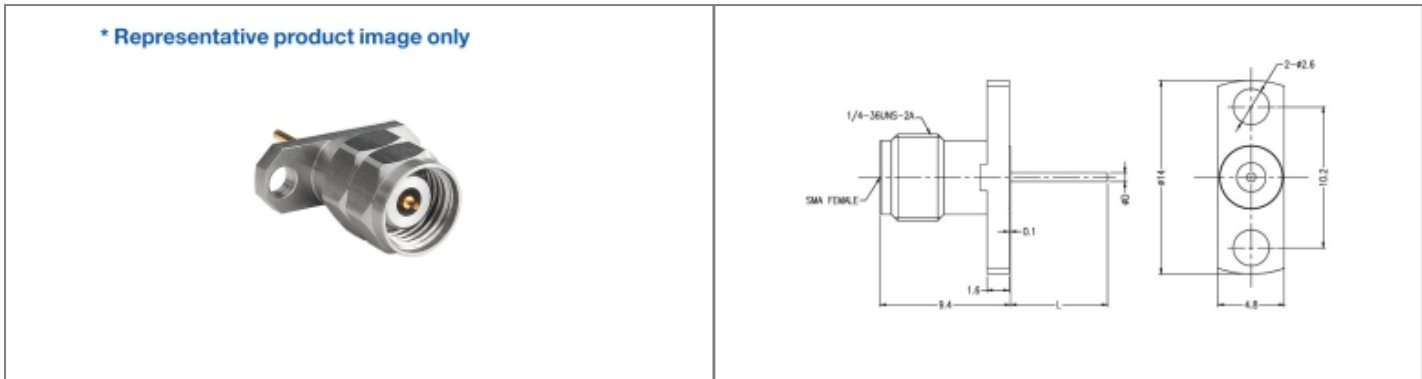 * Representative product image only
1/4-36UNS-2A
SMA FEMALE
0.1
1.6
9.4
L
øD
ø14
2-ø2.6
10.2
4.8